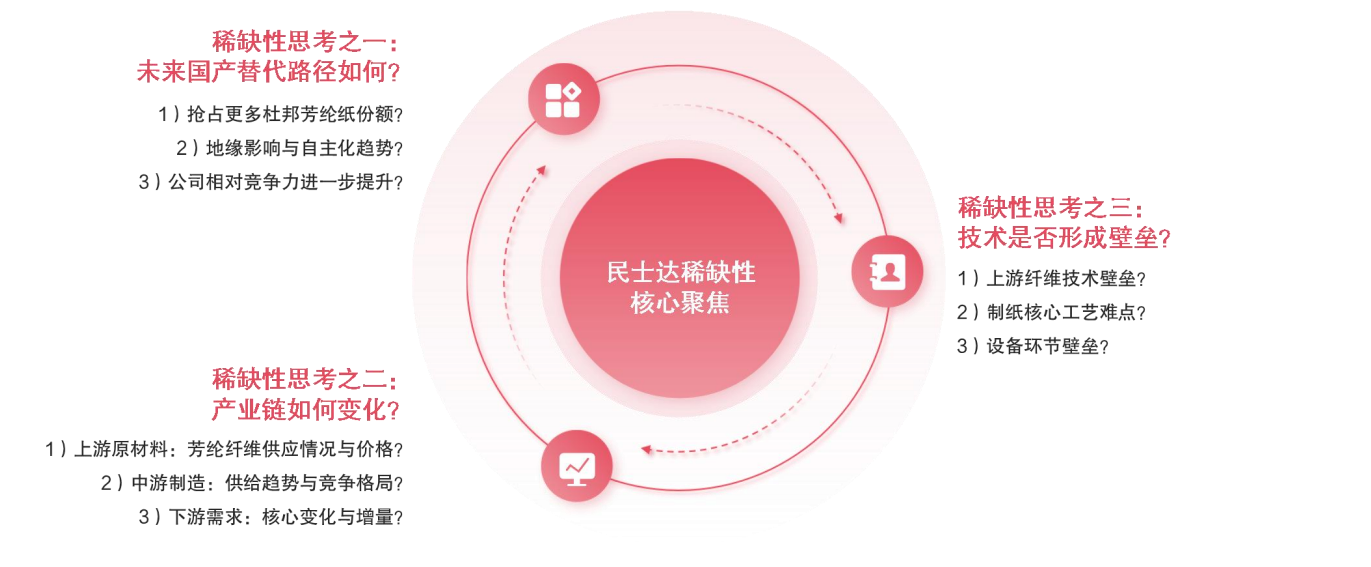 稀缺性思考之一：
未来国产替代路径如何?
1）抢占更多杜邦芳纶纸份额?
2）地缘影响与自主化趋势?
3）公司相对竞争力进一步提升?
民士达稀缺性
核心聚焦
稀缺性思考之三：
技术是否形成壁垒?
1）上游纤维技术壁垒?
2）制纸核心工艺难点?
3）设备环节壁垒?
稀缺性思考之二：
产业链如何变化?
1）上游原材料：芳纶纤维供应情况与价格?
2）中游制造：供给趋势与竞争格局?
3）下游需求：核心变化与增量?